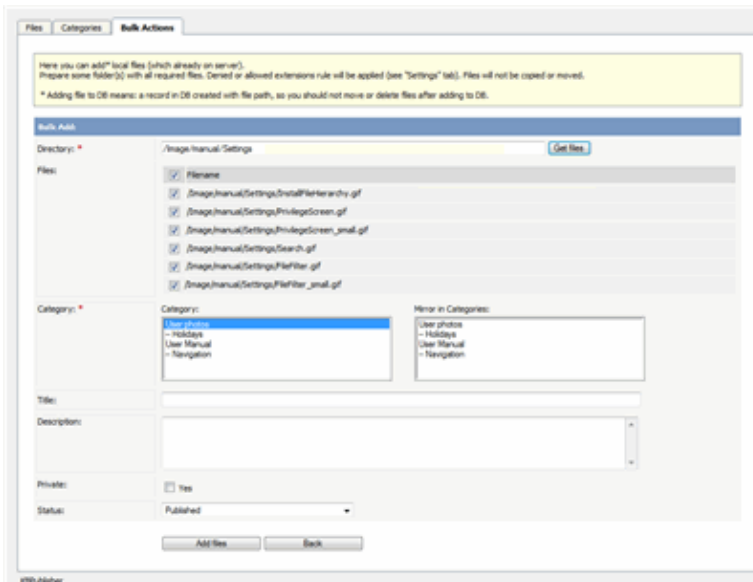 Files Categories Bulk Actions
Here you can add* local files (which already on server).
Prepare some folder(s) with all required files. Denied or allowed extensions rule will be applied (see "Settings" tab). Files will not be copied or moved.
* Adding file to DB means: a record in DB created with file path, so you should not move or delete files after adding to DB.
Bulk Add:
Directory: * /image/manual/Settings Get files
Files: Filename
/image/manual/Settings/InstallFileHierarchy.gif
/image/manual/Settings/PrivilegeScreen.gif
/image/manual/Settings/PrivilegeScreen_small.gif
/image/manual/Settings/Search.gif
/image/manual/Settings/FileFilter.gif
/image/manual/Settings/FileFilter_small.gif
Category: * Category: Mirror in Categories:
User photos User photos
-- Holidays -- Holidays
User Manual User Manual
-- Navigation -- Navigation
Title:
Description:
Private: Yes
Status: Published
Add files Back
KBPublisher